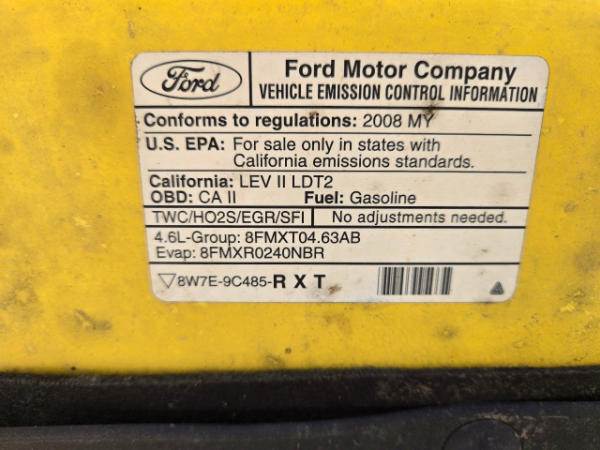 Ford
Ford Motor Company
VEHICLE EMISSION CONTROL INFORMATION
Conforms to regulations: 2008 MY
U.S. EPA: For sale only in states with
California emissions standards.
California: LEV II LDT2
OBD: CA II Fuel: Gasoline
TWC/HO2S/EGR/SFI No adjustments needed.
4.6L-Group: 8FMXT04.63AB
Evap: 8FMXR0240NBR
▽8W7E-9C485-R X T